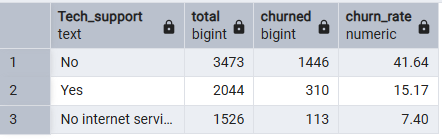 Tech_support total churned churn_rate
text bigint bigint numeric
1 No 3473 1446 41.64
2 Yes 2044 310 15.17
3 No internet servi... 1526 113 7.40